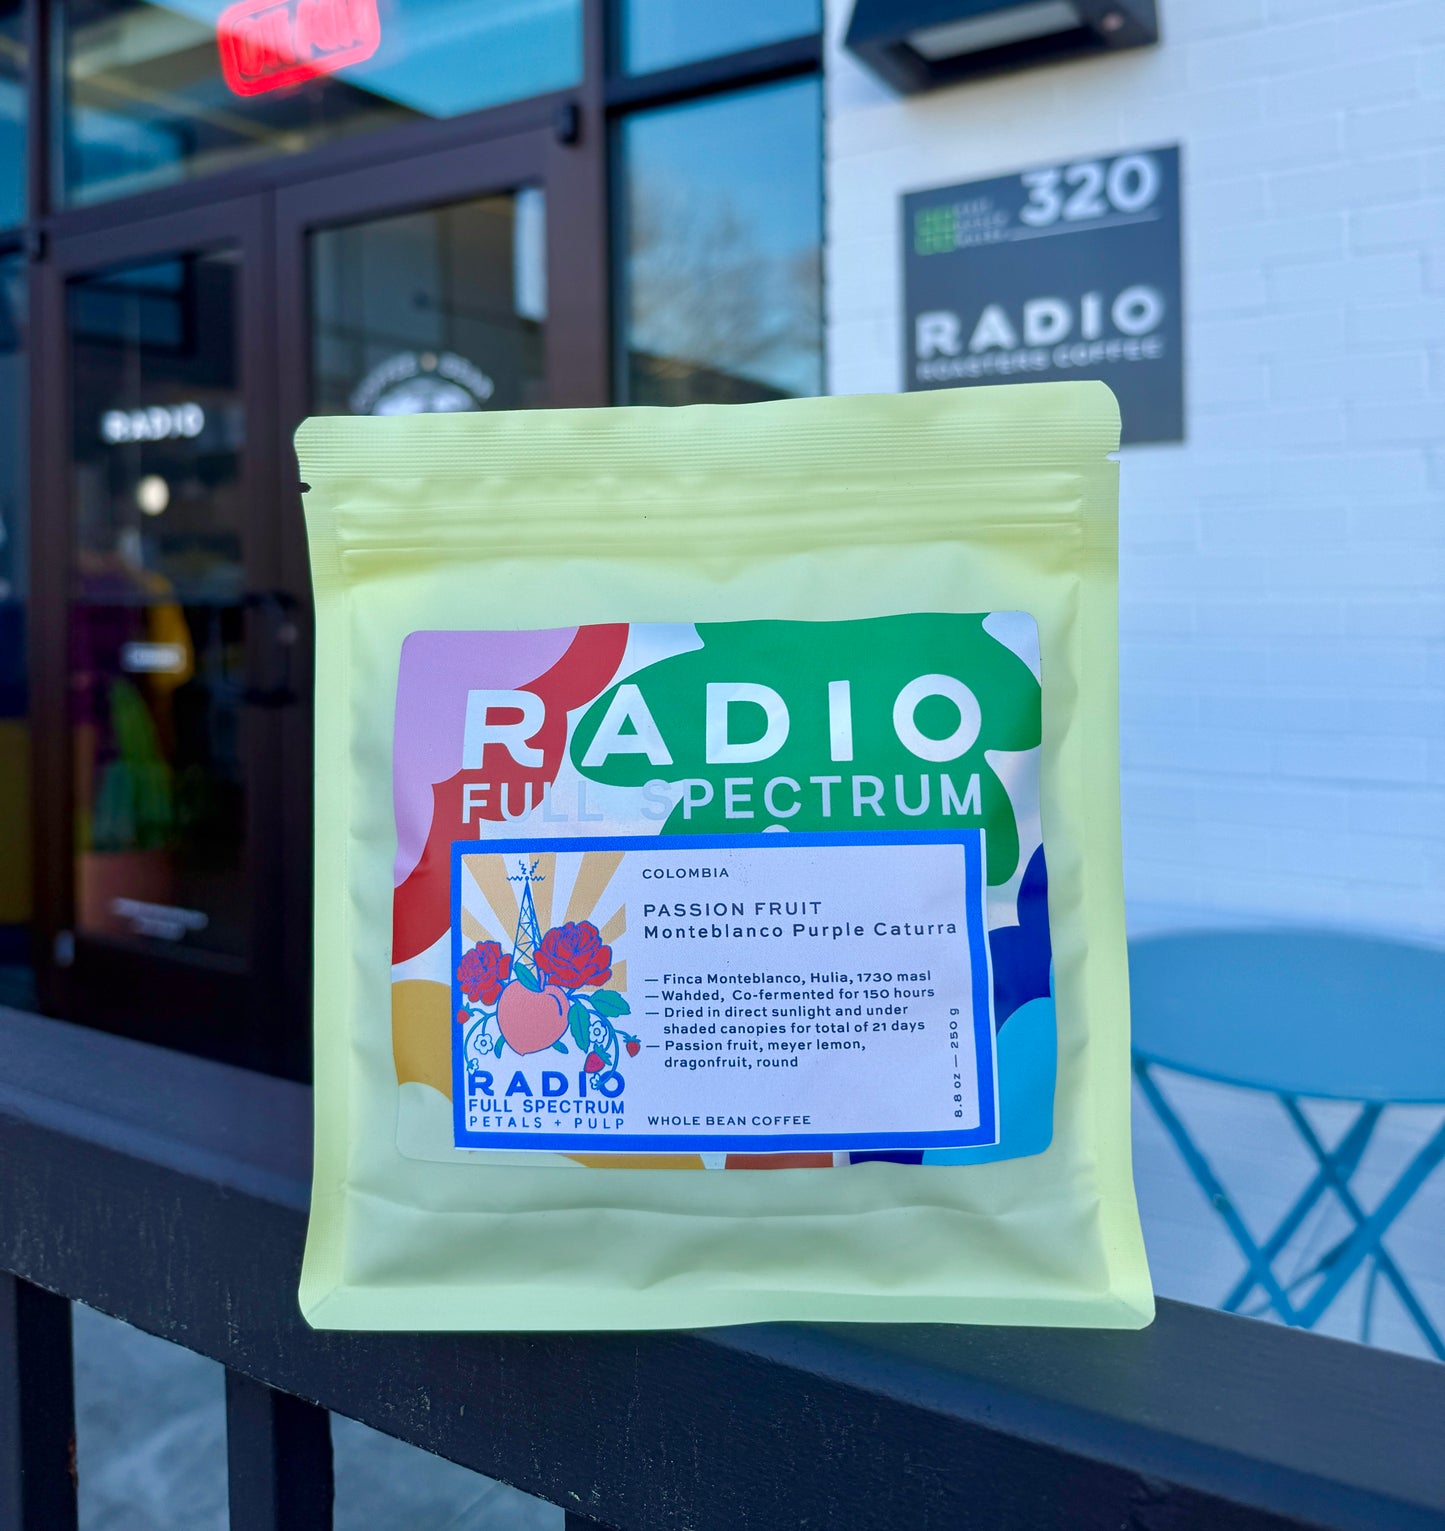 320
RADIO
ROASTERS COFFEE
RADIO
RADIO
FULL SPECTRUM
COLOMBIA
PASSION FRUIT
Monteblanco Purple Caturra
— Finca Monteblanco, Hulia, 1730 masl
— Wahded, Co-fermented for 150 hours
— Dried in direct sunlight and under
shaded canopies for total of 21 days
— Passion fruit, meyer lemon,
dragonfruit, round
8.8 oz — 250 g
RADIO
FULL SPECTRUM
PETALS + PULP
WHOLE BEAN COFFEE